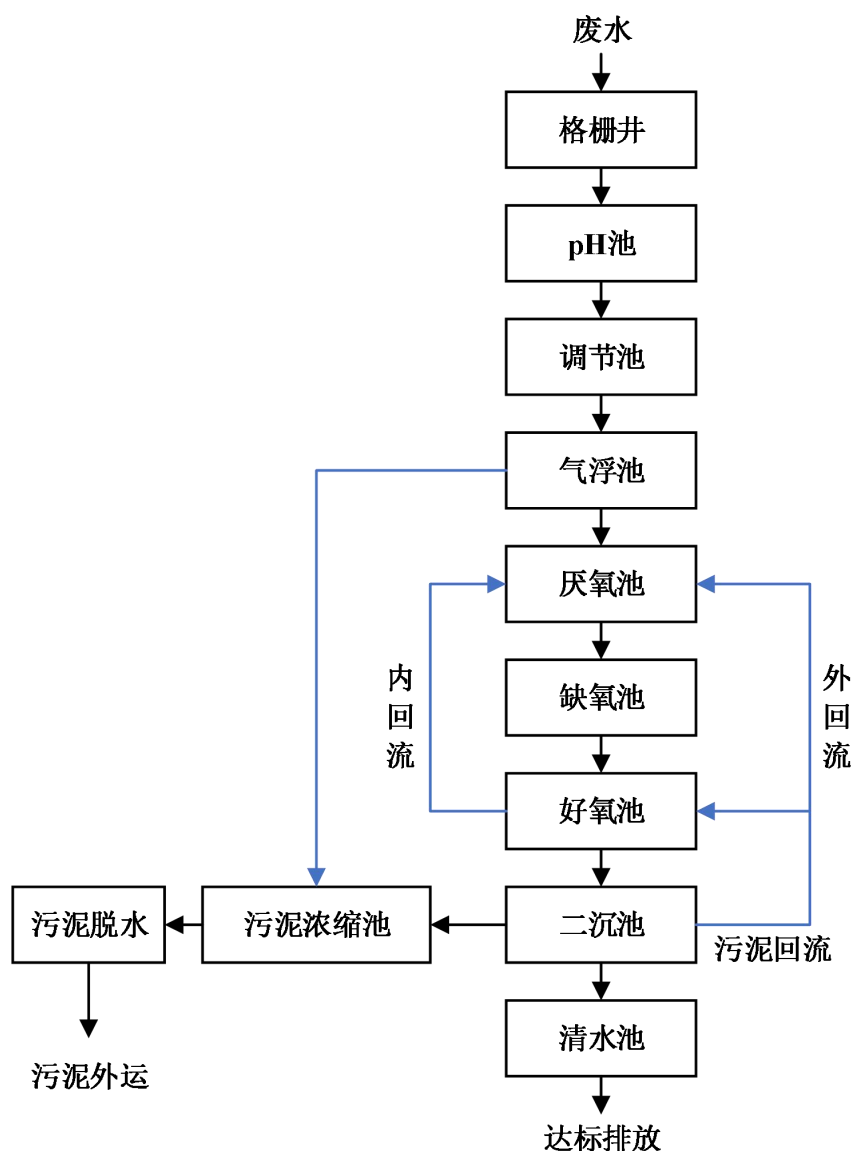 废水
格栅井
pH池
调节池
气浮池
厌氧池
内回流
外回流
缺氧池
好氧池
污泥脱水
污泥浓缩池
二沉池
污泥回流
清水池
污泥外运
达标排放